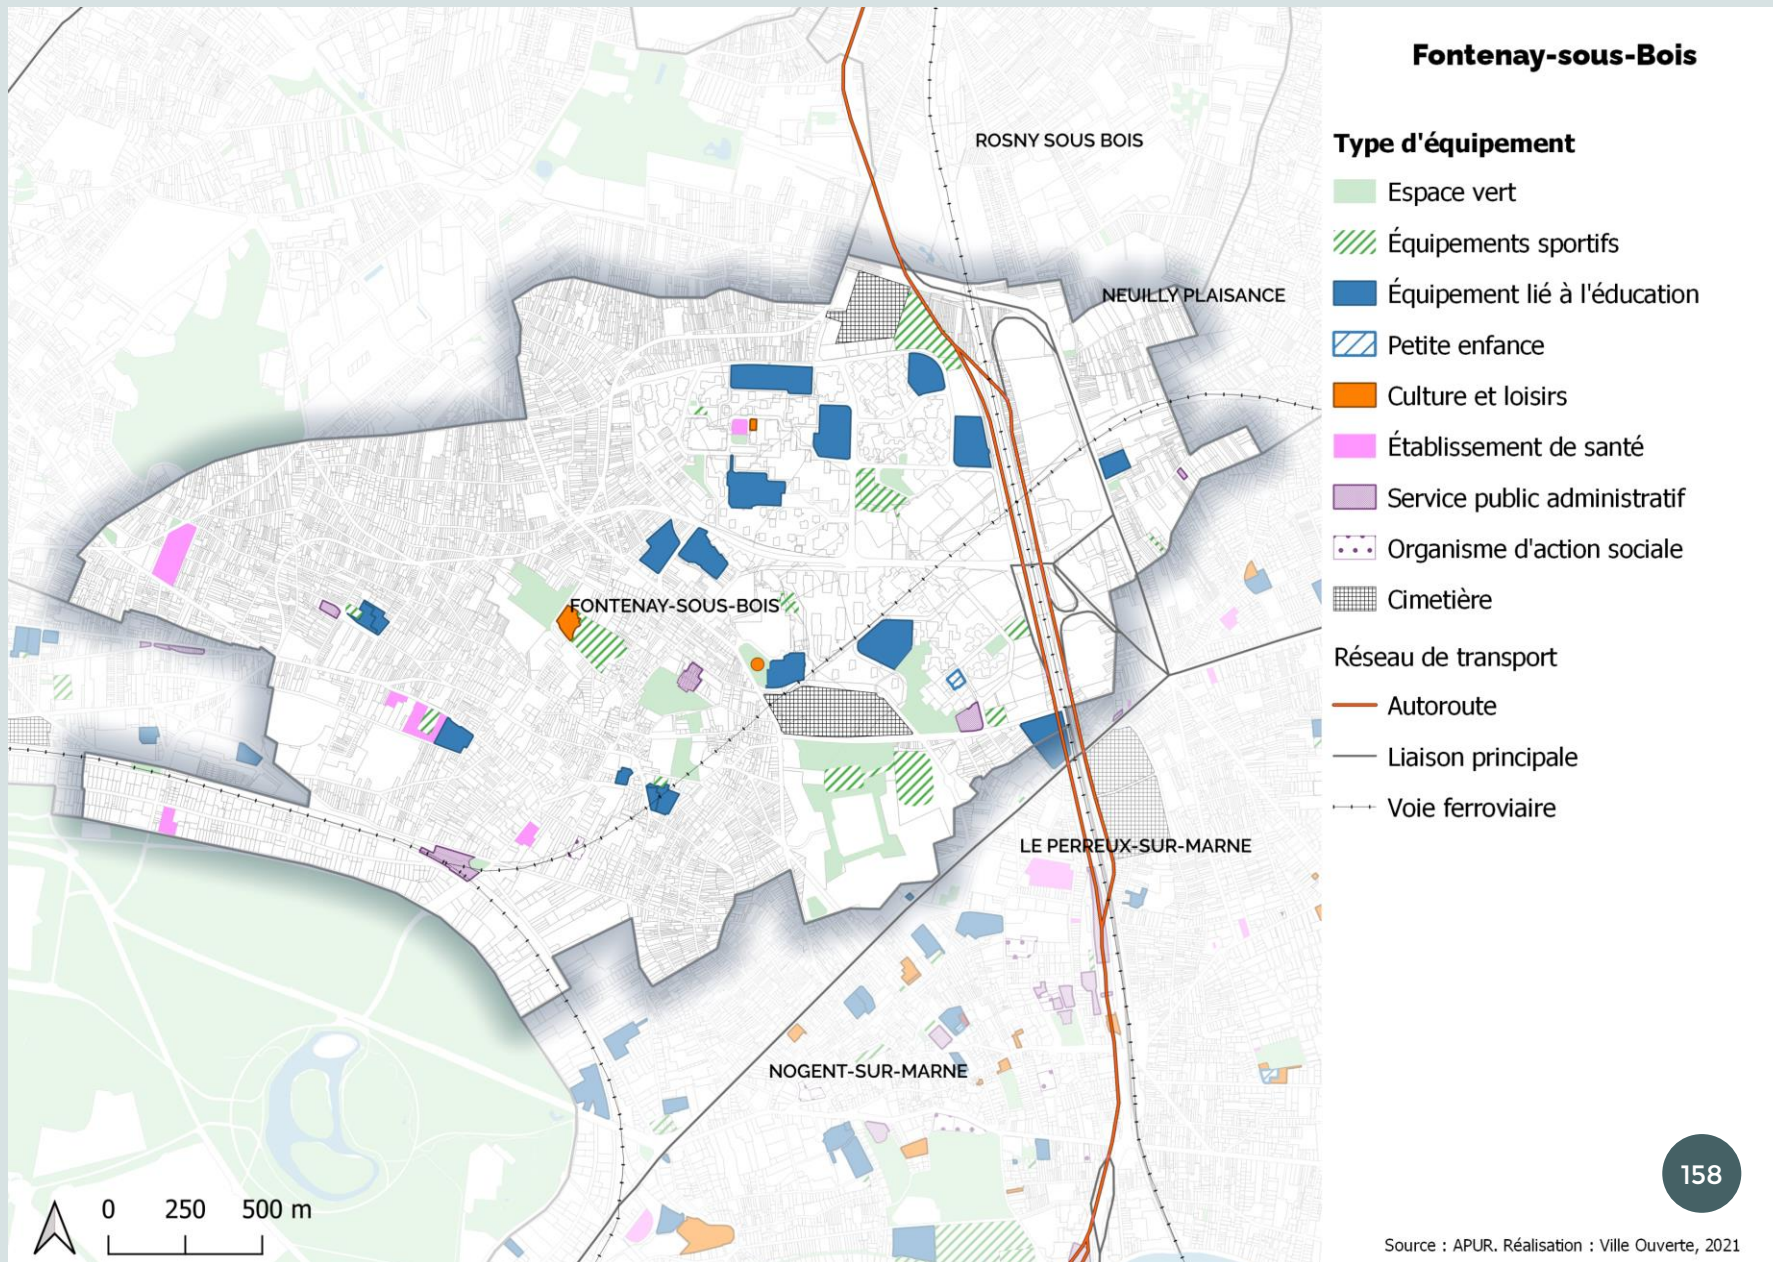 Fontenay-sous-Bois
Type d'équipement
Espace vert
Équipements sportifs
Équipement lié à l'éducation
Petite enfance
Culture et loisirs
Établissement de santé
Service public administratif
Organisme d'action sociale
Cimetière
Réseau de transport
Autoroute
Liaison principale
Voie ferroviaire
ROSNY SOUS BOIS
NEUILLY PLAISANCE
FONTENAY-SOUS-BOIS
LE PERREUX-SUR-MARNE
NOGENT-SUR-MARNE
0 250 500 m
158
Source : APUR. Réalisation : Ville Ouverte, 2021